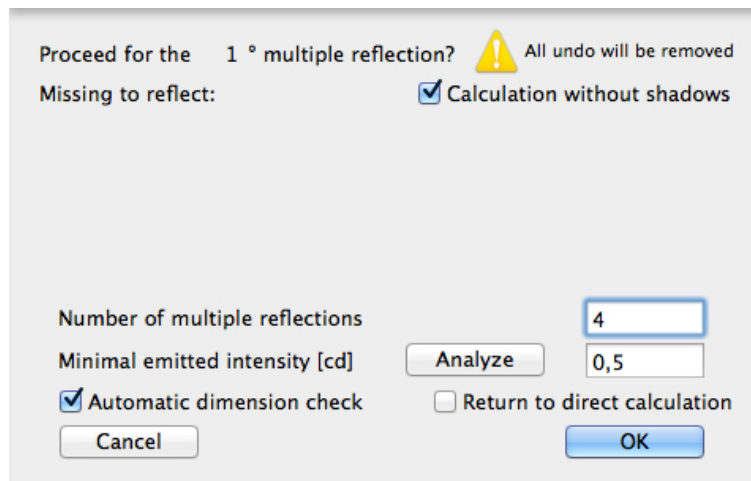 Proceed for the 1 ° multiple reflection? All undo will be removed
Missing to reflect: Calculation without shadows
Number of multiple reflections 4
Minimal emitted intensity [cd] Analyze 0,5
Automatic dimension check Return to direct calculation
Cancel OK